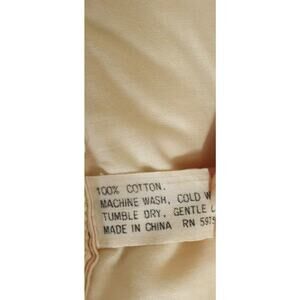 100% COTTON.
MACHINE WASH, COLD W
TUMBLE DRY, GENTLE
MADE IN CHINA RN 5975